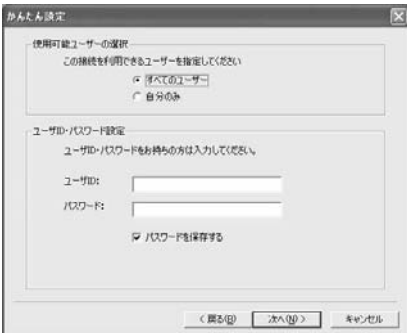 かんたん設定
使用可能ユーザーの選択
この接続を利用できるユーザーを指定してください
すべてのユーザー
自分のみ
ユーザID・パスワード設定
ユーザID・パスワードをお持ちの方は入力してください。
ユーザID:
パスワード:
パスワードを保存する
< 戻る(B) 次へ(N) > キャンセル